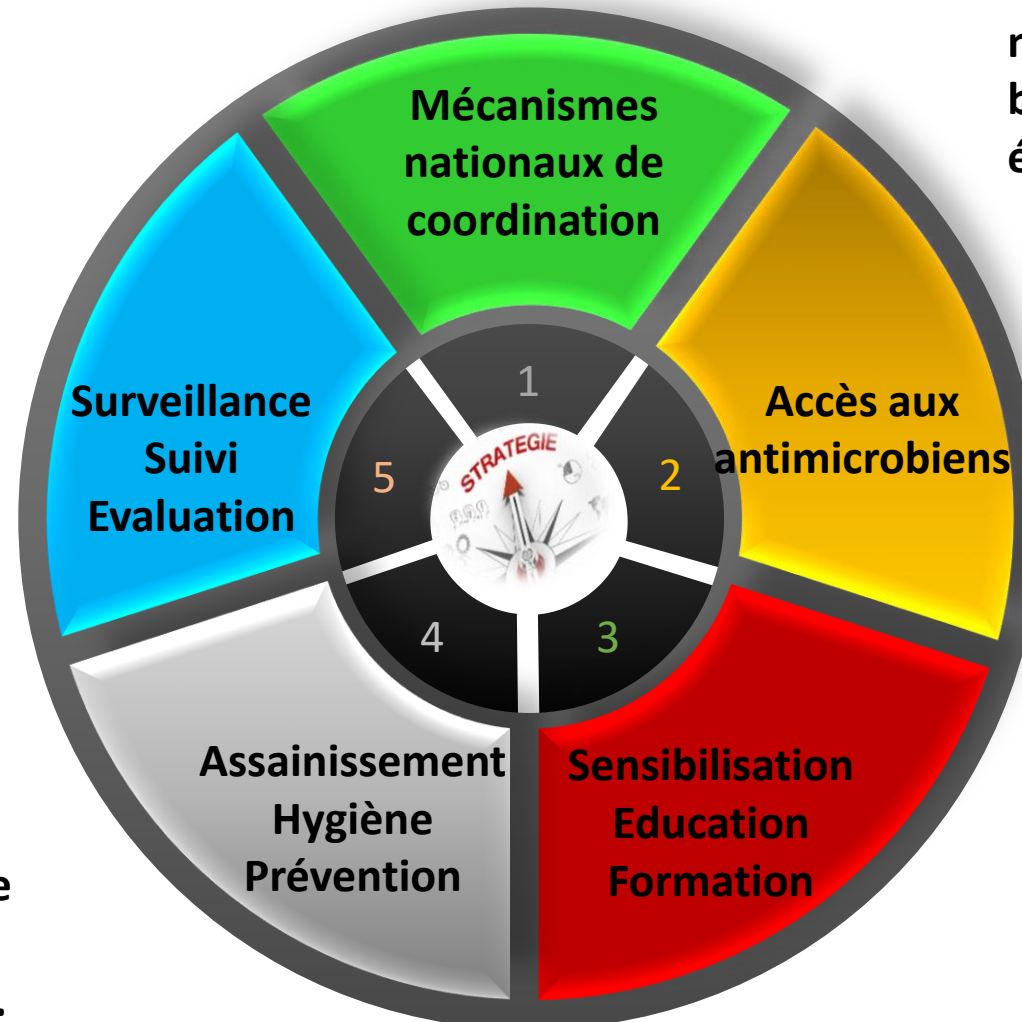 Mécanismes
nationaux de
coordination
Accès aux
antimicrobiens
Sensibilisation
Education
Formation
Assainissement
Hygiène
Prévention
Surveillance
Suivi
Evaluation
1
2
3
4
5
STRATEGIE